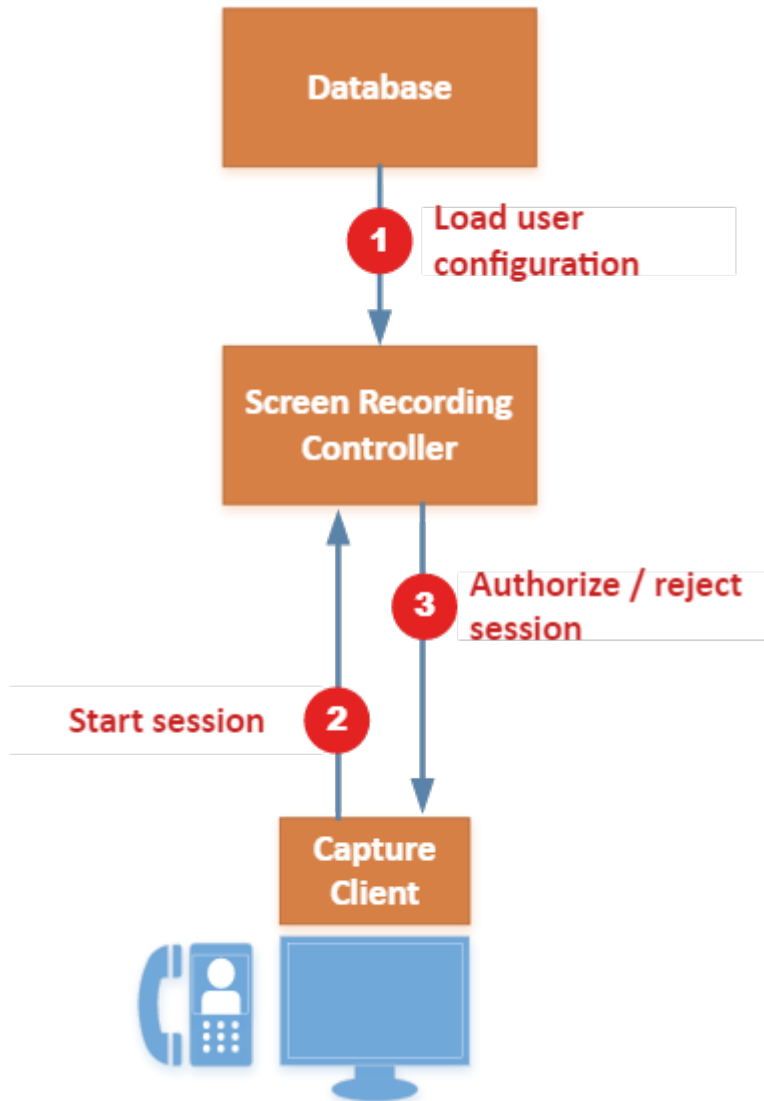 Database
1
Load user
configuration
Screen Recording
Controller
3
Authorize / reject
session
Start session
2
Capture
Client